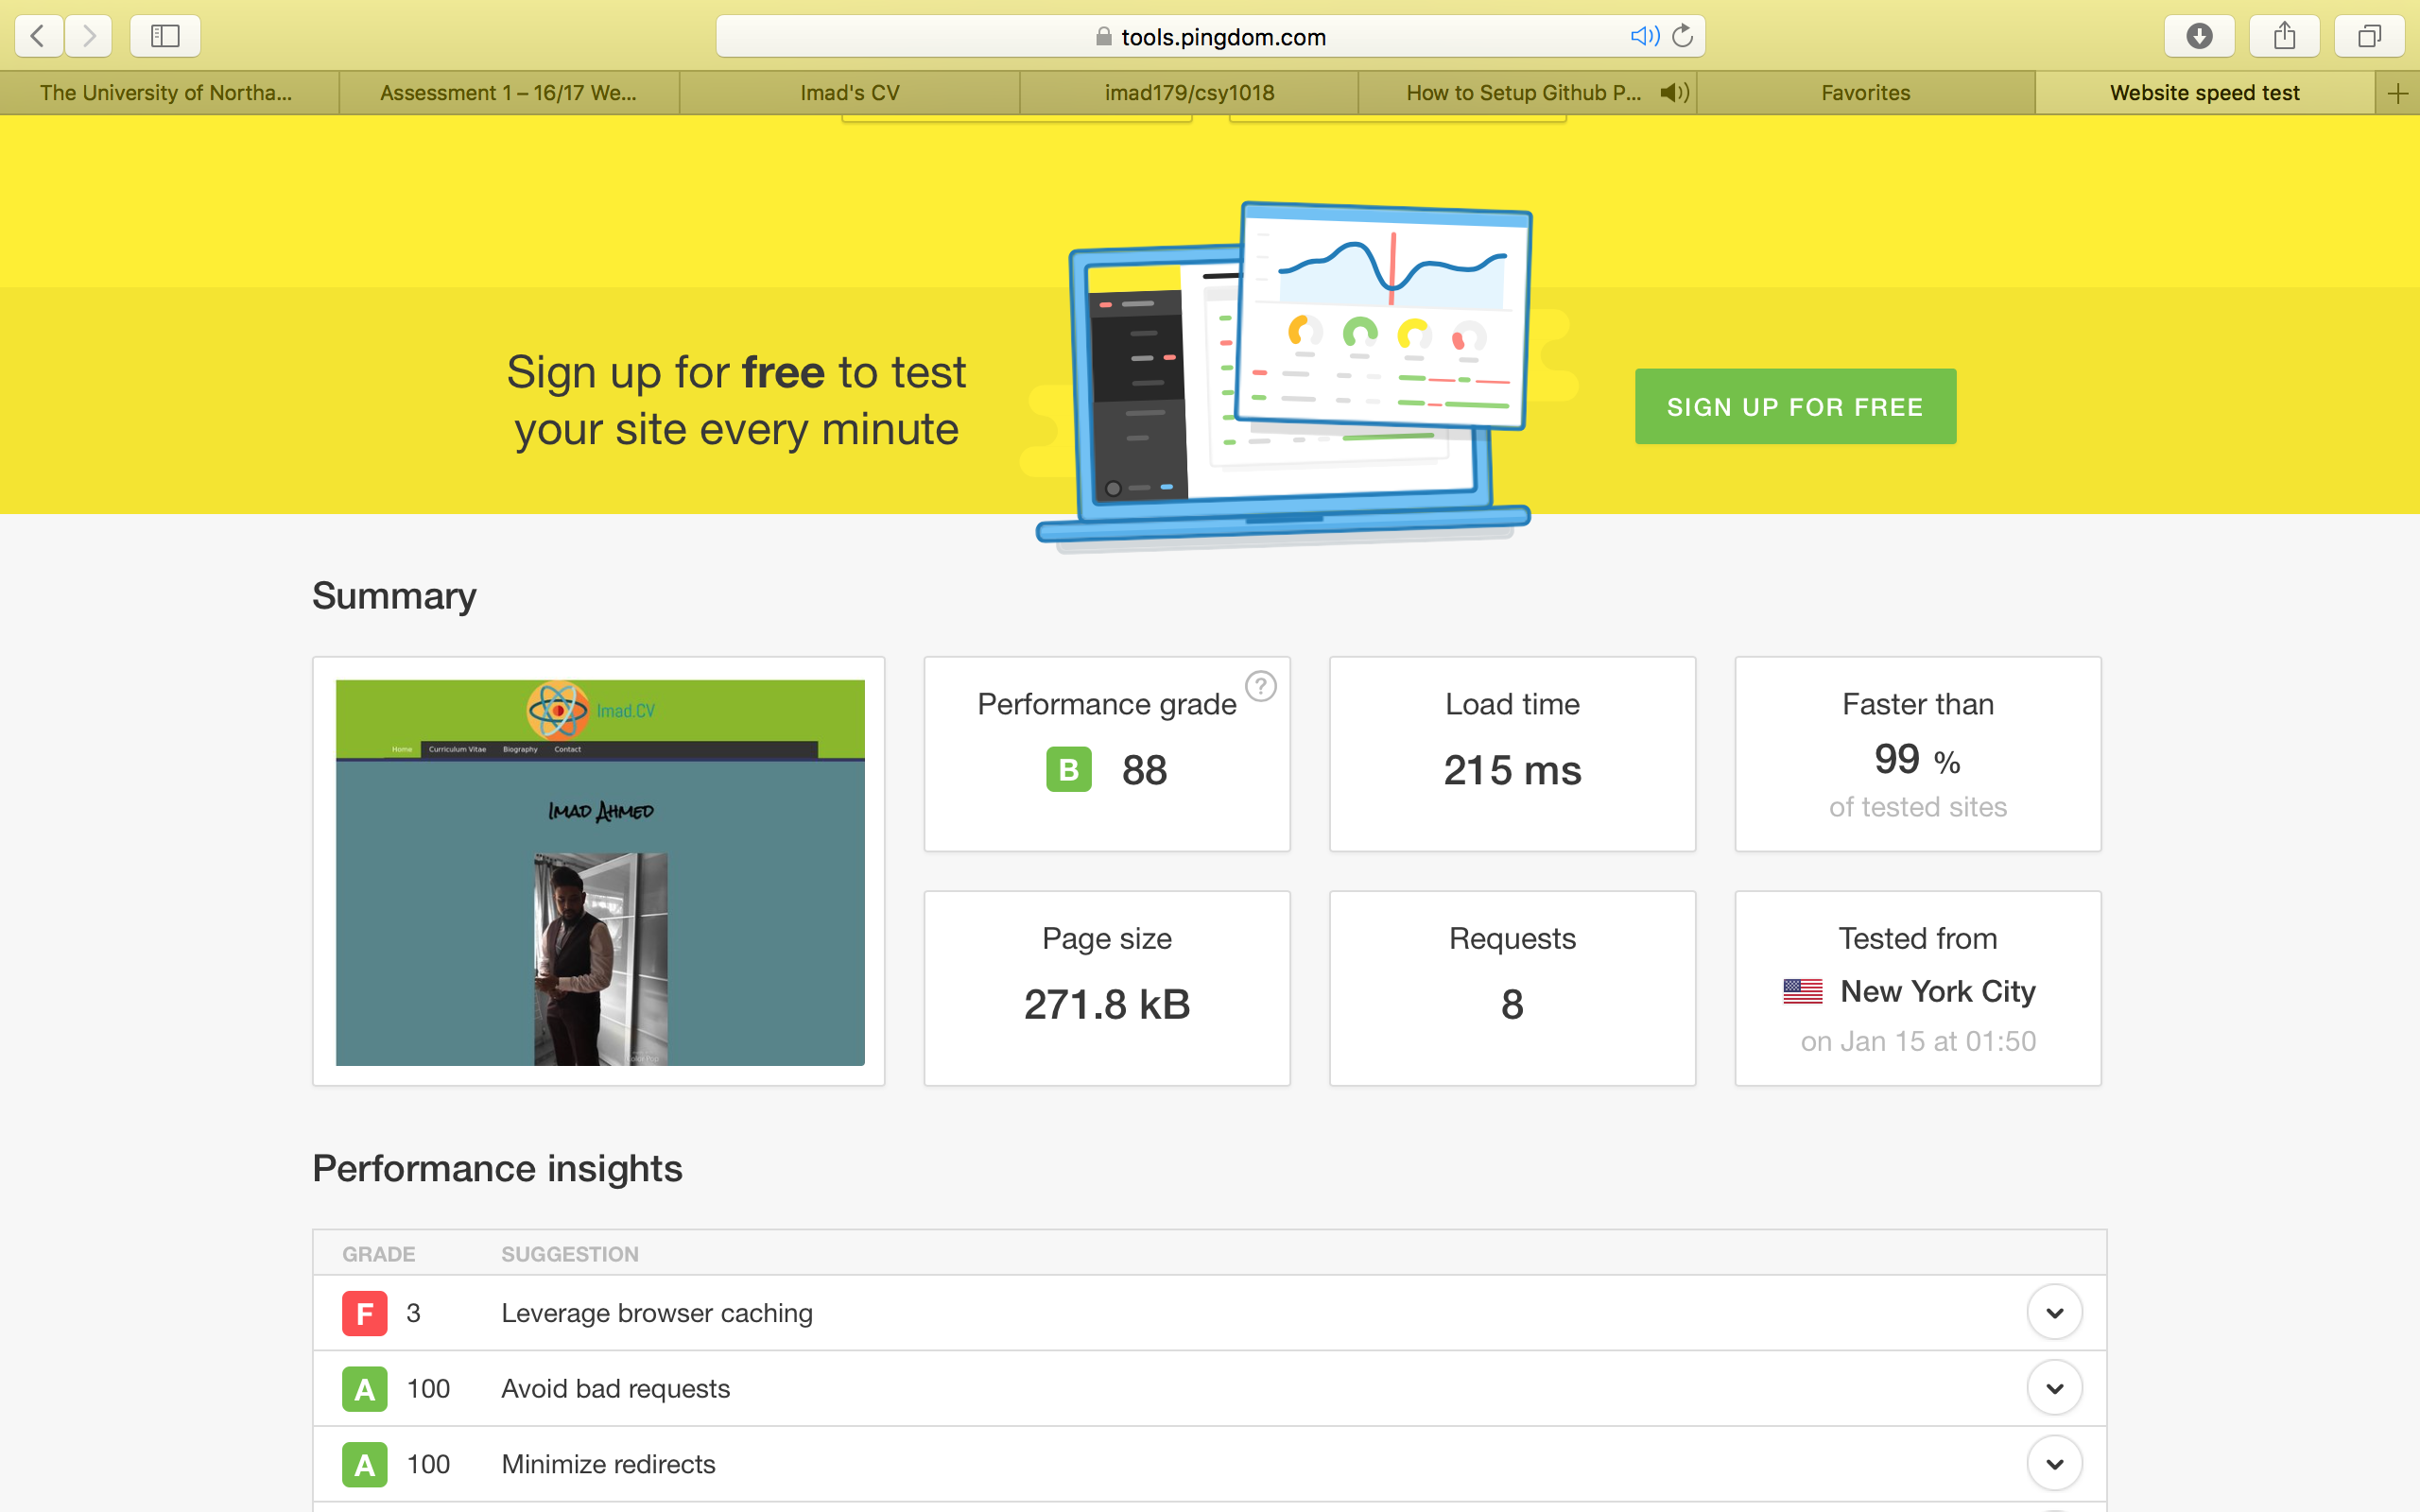 tools.pingdom.com
The University of Northa...
Assessment 1 – 16/17 We...
Imad's CV
imad179/csy1018
How to Setup Github P...
Favorites
Website speed test
Sign up for free to test
your site every minute
SIGN UP FOR FREE
Summary
Imad.CV
Home Curriculum Vitae Biography Contact
Imad Ahmed
Performance grade ?
B 88
Load time
215 ms
Faster than
99 %
of tested sites
Page size
271.8 kB
Requests
8
Tested from
New York City
on Jan 15 at 01:50
Performance insights
GRADE SUGGESTION
F 3 Leverage browser caching
A 100 Avoid bad requests
A 100 Minimize redirects